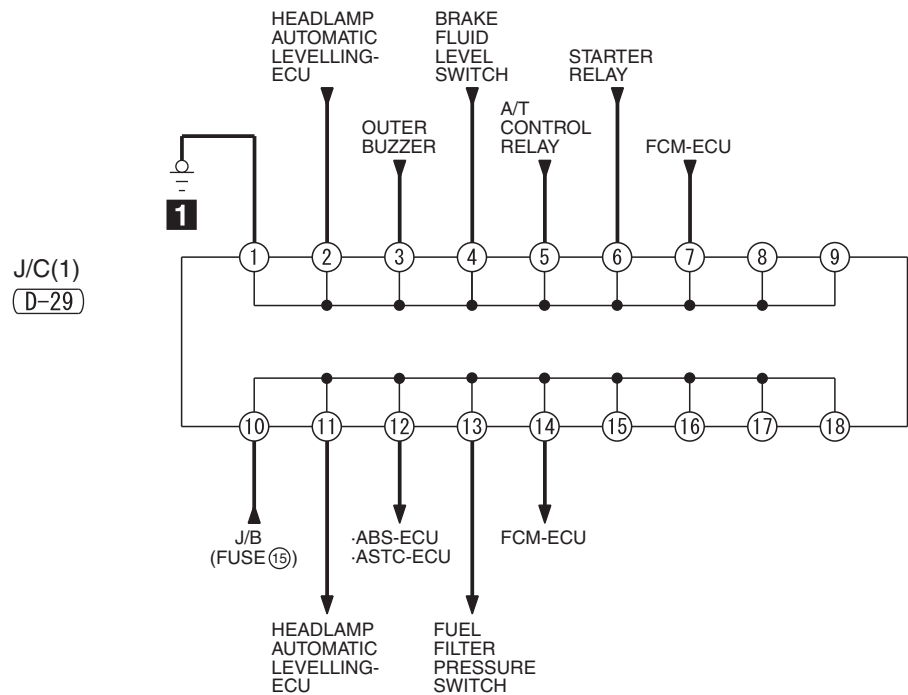 HEADLAMP
AUTOMATIC
LEVELLING-
ECU
BRAKE
FLUID
LEVEL
SWITCH
STARTER
RELAY
OUTER
BUZZER
A/T
CONTROL
RELAY
FCM-ECU
1
J/C(1)
D-29
1 2 3 4 5 6 7 8 9
10 11 12 13 14 15 16 17 18
J/B
(FUSE 15)
·ABS-ECU
·ASTC-ECU
FCM-ECU
HEADLAMP
AUTOMATIC
LEVELLING-
ECU
FUEL
FILTER
PRESSURE
SWITCH